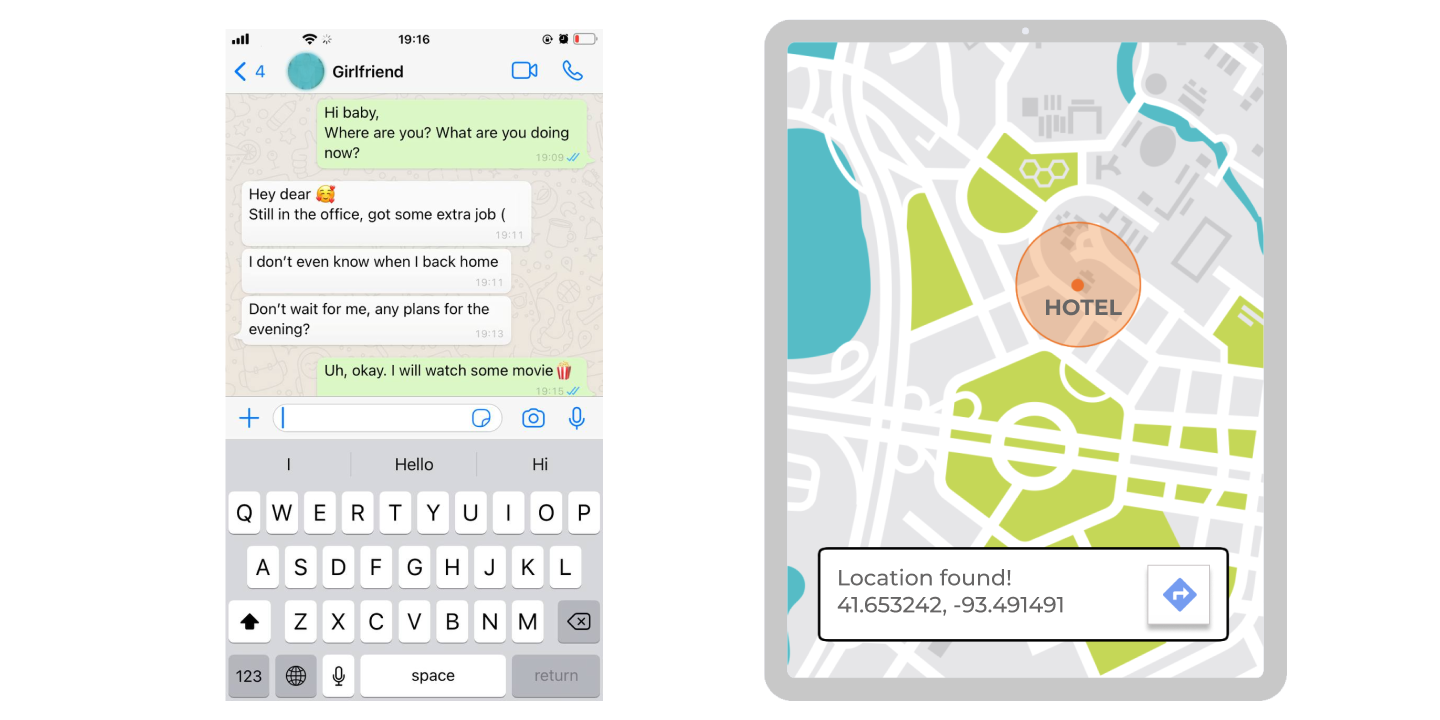 19:16
4
Girlfriend
Hi baby,
Where are you? What are you doing
now?
19:09
Hey dear 🥰
Still in the office, got some extra job (
19:11
I don’t even know when I back home
19:11
Don’t wait for me, any plans for the
evening?
19:13
Uh, okay. I will watch some movie🍿
19:15
I
Hello
Hi
Q W E R T Y U I O P
A S D F G H J K L
Z X C V B N M
123
space
return
HOTEL
Location found!
41.653242, -93.491491